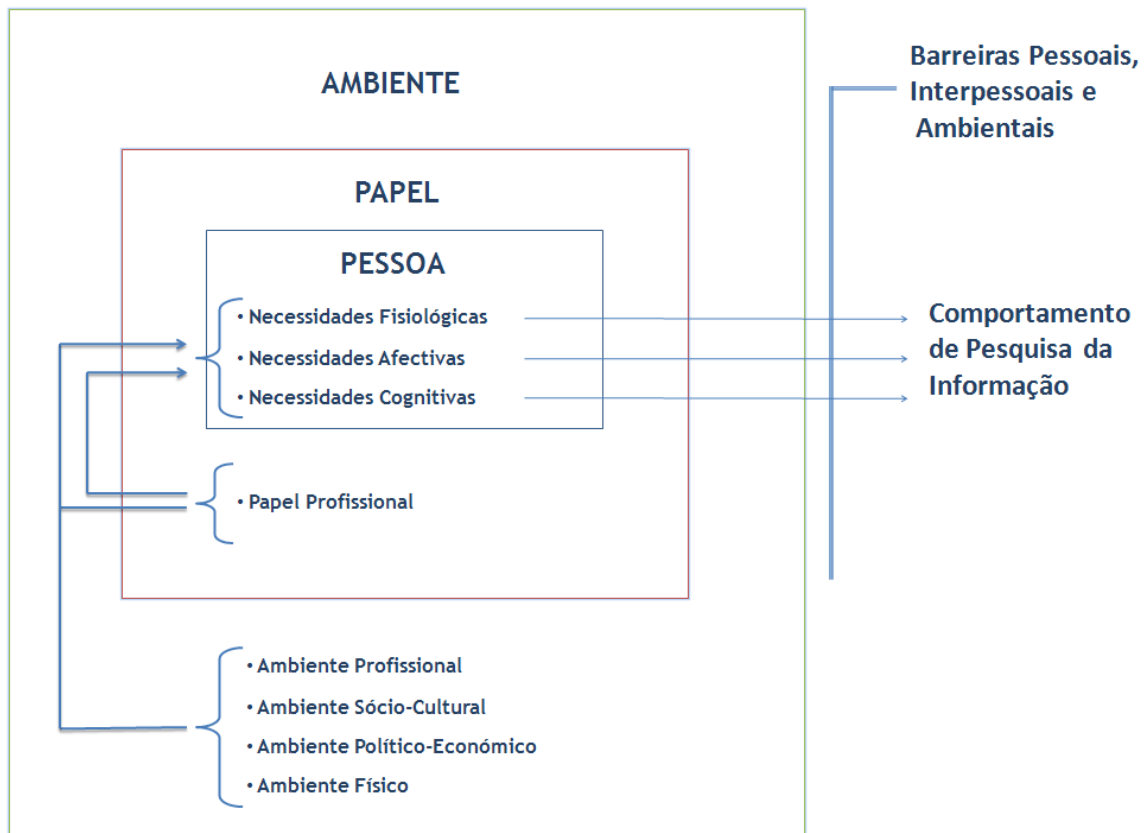 AMBIENTE
PAPEL
PESSOA
• Necessidades Fisiológicas
• Necessidades Afectivas
• Necessidades Cognitivas
• Papel Profissional
• Ambiente Profissional
• Ambiente Sócio-Cultural
• Ambiente Político-Económico
• Ambiente Físico
Barreiras Pessoais,
Interpessoais e
Ambientais
Comportamento
de Pesquisa da
Informação